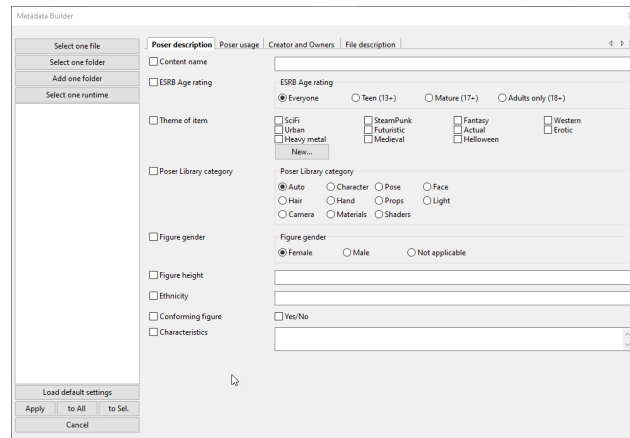 Metadata Builder
Select one file
Select one folder
Add one folder
Select one runtime
Load default settings
Apply to All to Sel.
Cancel
Poser description Poser usage Creator and Owners File description
Content name
ESRB Age rating
ESRB Age rating
Everyone Teen (13+) Mature (17+) Adults only (18+)
Theme of item
SciFi SteamPunk Fantasy Western
Urban Futuristic Actual Erotic
Heavy metal Medieval Helloween
New...
Poser Library category
Poser Library category
Auto Character Pose Face
Hair Hand Props Light
Camera Materials Shaders
Figure gender
Figure gender
Female Male Not applicable
Figure height
Ethnicity
Conforming figure Yes/No
Characteristics